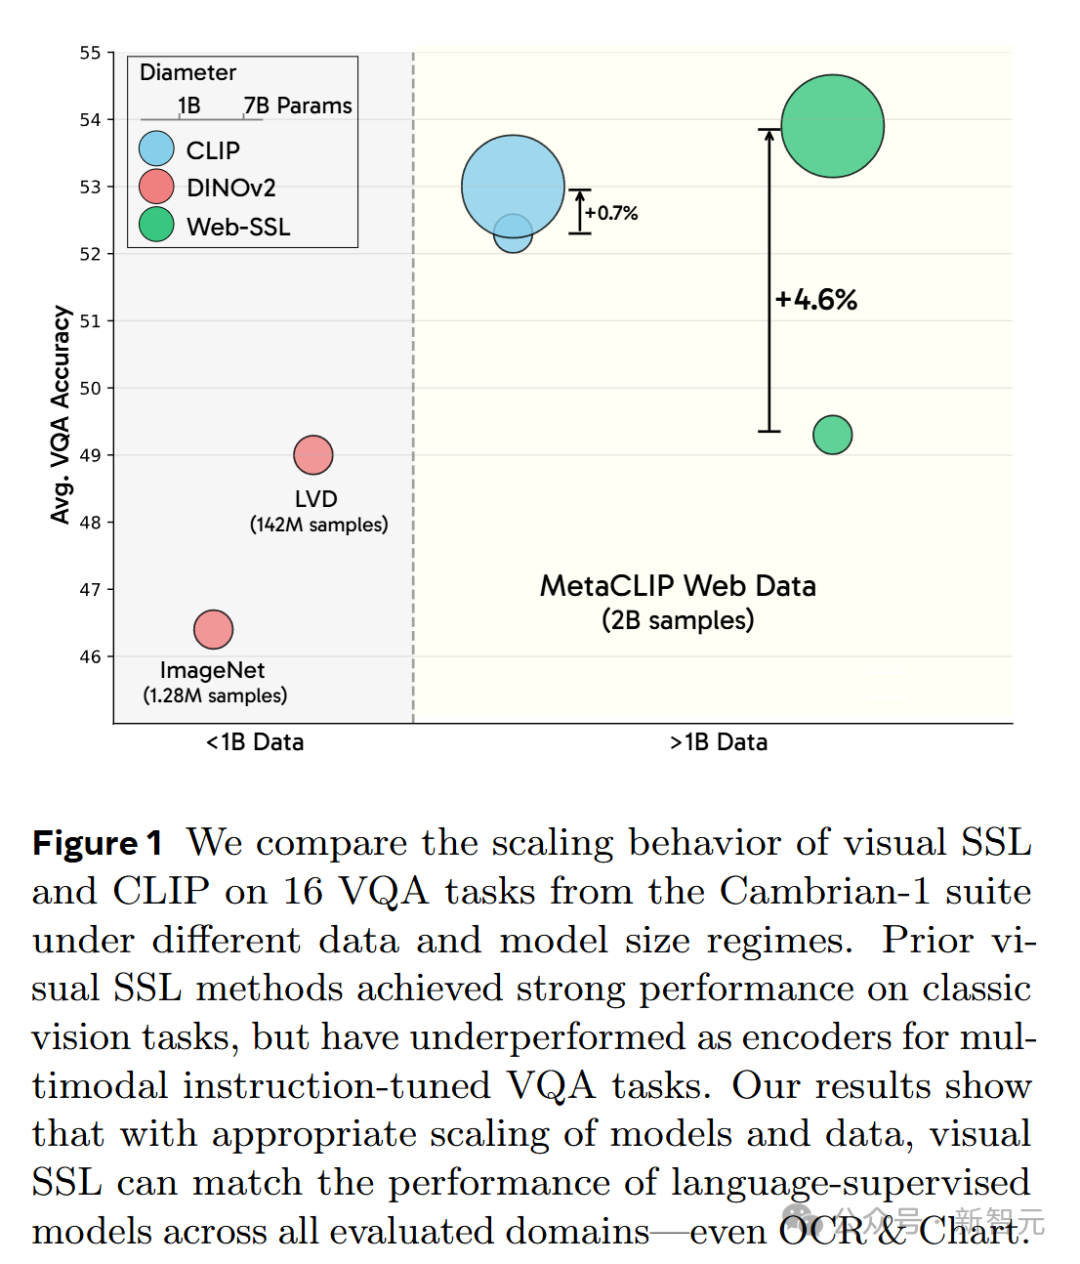 55
54
53
52
51
50
49
48
47
46
Avg. VQA Accuracy
Diameter
1B 7B Params
CLIP
DINOv2
Web-SSL
+0.7%
+4.6%
LVD
(142M samples)
ImageNet
(1.28M samples)
MetaCLIP Web Data
(2B samples)
<1B Data >1B Data
Figure 1 We compare the scaling behavior of visual SSL
and CLIP on 16 VQA tasks from the Cambrian-1 suite
under different data and model size regimes. Prior vi-
sual SSL methods achieved strong performance on classic
vision tasks, but have underperformed as encoders for mul-
timodal instruction-tuned VQA tasks. Our results show
that with appropriate scaling of models and data, visual
SSL can match the performance of language-supervised
models across all evaluated domains—even OCR & Chart.
公众号 · 新智元